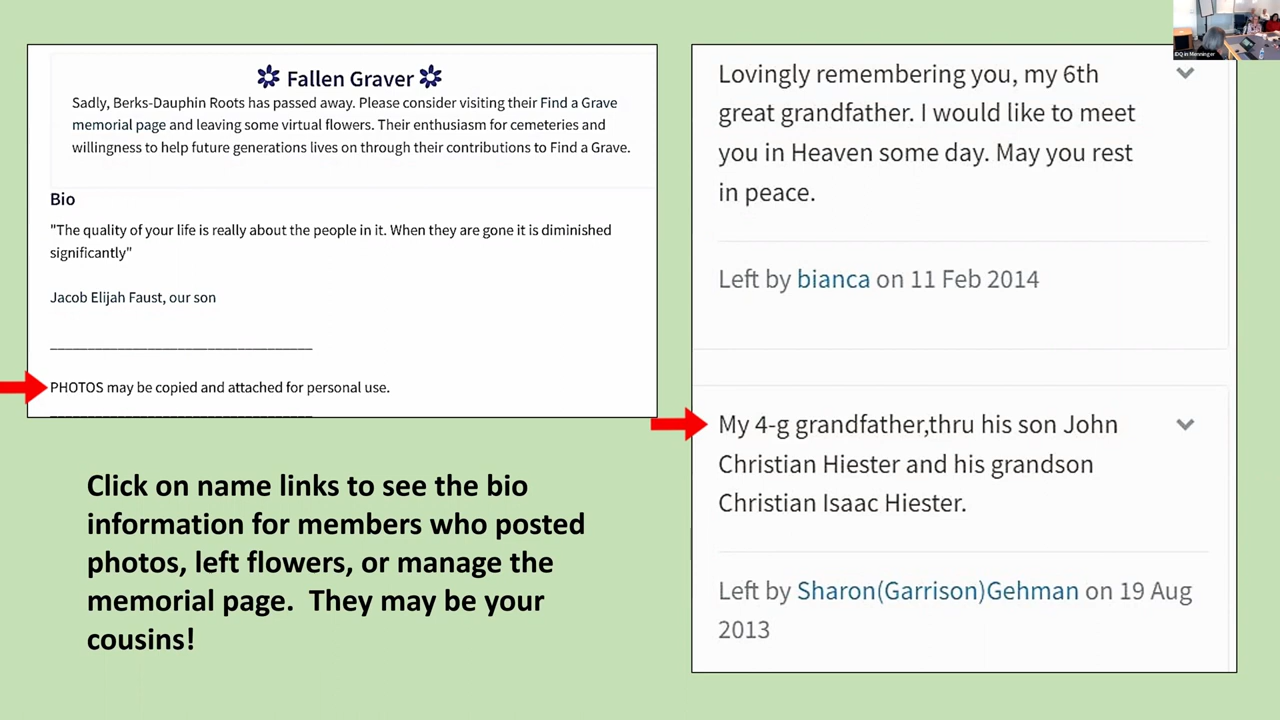 Fallen Graver
Sadly, Berks-Dauphin Roots has passed away. Please consider visiting their Find a Grave
memorial page and leaving some virtual flowers. Their enthusiasm for cemeteries and
willingness to help future generations lives on through their contributions to Find a Grave.
Bio
"The quality of your life is really about the people in it. When they are gone it is diminished
significantly"
Jacob Elijah Faust, our son
PHOTOS may be copied and attached for personal use.
Click on name links to see the bio
information for members who posted
photos, left flowers, or manage the
memorial page. They may be your
cousins!
Lovingly remembering you, my 6th
great grandfather. I would like to meet
you in Heaven some day. May you rest
in peace.
Left by bianca on 11 Feb 2014
My 4-g grandfather,thru his son John
Christian Hiester and his grandson
Christian Isaac Hiester.
Left by Sharon(Garrison)Gehman on 19 Aug
2013
in Menninger